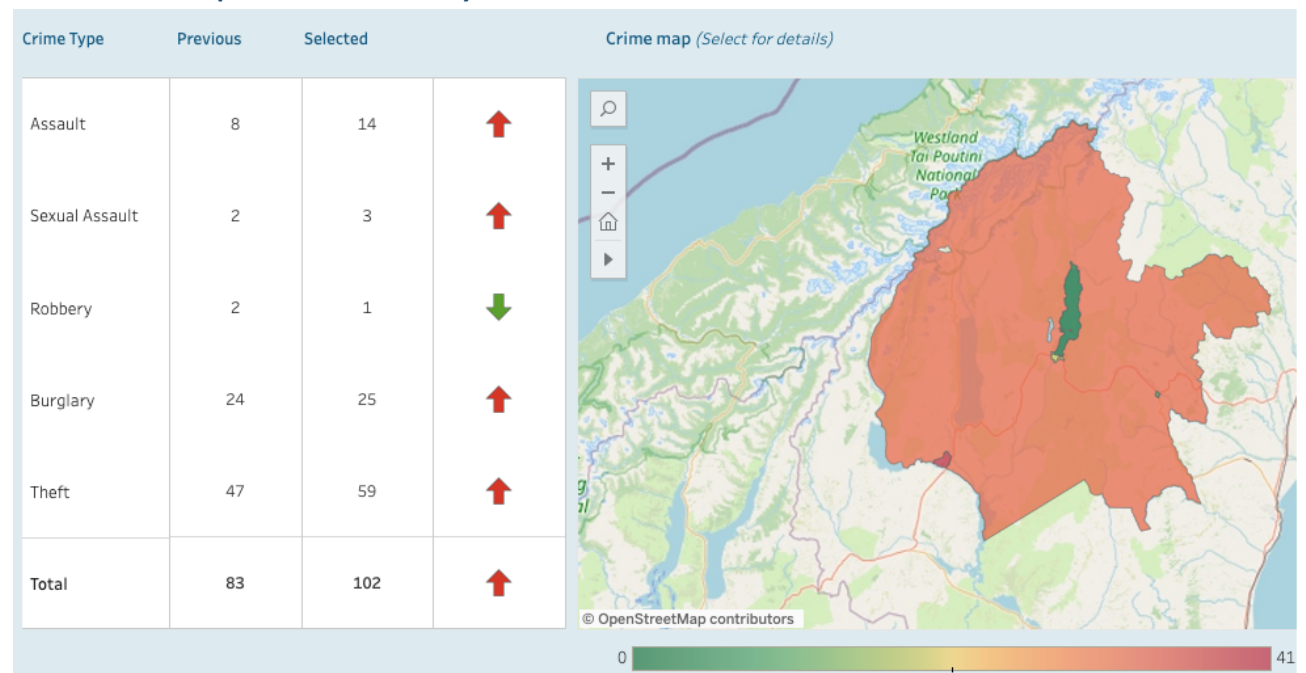 Crime Type Previous Selected
Assault 8 14
Sexual Assault 2 3
Robbery 2 1
Burglary 24 25
Theft 47 59
Total 83 102
Crime map (Select for details)
Westland
Tai Poutini
National
Park
© OpenStreetMap contributors
0 41